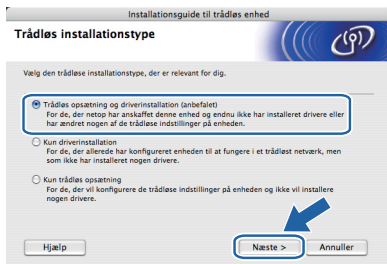 Installationsguide til trådløs enhed
Trådløs installationstype
Vælg den trådløse installationstype, der er relevant for dig.
Trådløs opsætning og driverinstallation (anbefalet)
For de, der netop har anskaffet denne enhed og endnu ikke har installeret drivere eller
har ændret nogen af de trådløse indstillinger på enheden.
Kun driverinstallation
For de, der allerede har konfigureret enheden til at fungere i et trådløst netværk, men
som ikke har installeret nogen drivere.
Kun trådløs opsætning
For de, der vil konfigurere de trådløse indstillinger på enheden og ikke vil installere
nogen drivere.
Hjælp
Næste >
Annuller